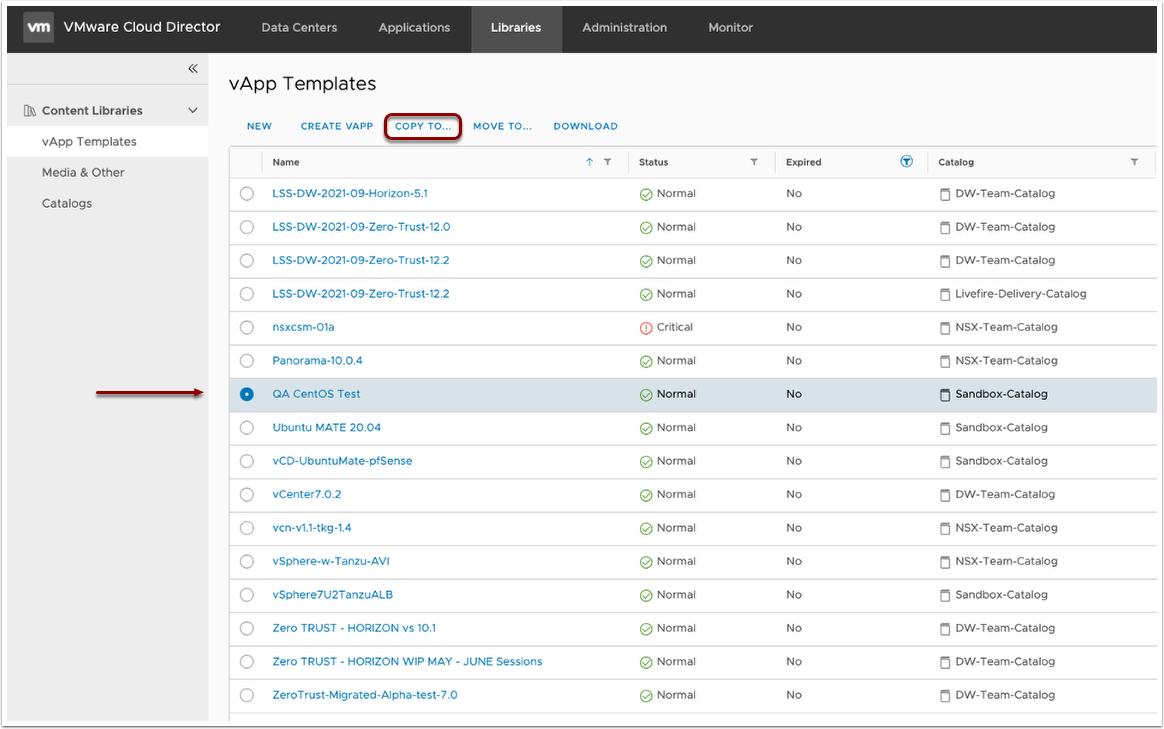 vm VMware Cloud Director Data Centers Applications Libraries Administration Monitor
Content Libraries
vApp Templates
Media & Other
Catalogs
vApp Templates
NEW CREATE VAPP COPY TO... MOVE TO... DOWNLOAD
Name Status Expired Catalog
LSS-DW-2021-09-Horizon-5.1 Normal No DW-Team-Catalog
LSS-DW-2021-09-Zero-Trust-12.0 Normal No DW-Team-Catalog
LSS-DW-2021-09-Zero-Trust-12.2 Normal No DW-Team-Catalog
LSS-DW-2021-09-Zero-Trust-12.2 Normal No Livefire-Delivery-Catalog
nsxcsm-01a Critical No NSX-Team-Catalog
Panorama-10.0.4 Normal No NSX-Team-Catalog
QA CentOS Test Normal No Sandbox-Catalog
Ubuntu MATE 20.04 Normal No Sandbox-Catalog
vCD-UbuntuMate-pfSense Normal No Sandbox-Catalog
vCenter7.0.2 Normal No DW-Team-Catalog
vcn-v1.1-tkg-1.4 Normal No NSX-Team-Catalog
vSphere-w-Tanzu-AVI Normal No NSX-Team-Catalog
vSphere7U2TanzuALB Normal No Sandbox-Catalog
Zero TRUST - HORIZON vs 10.1 Normal No DW-Team-Catalog
Zero TRUST - HORIZON WIP MAY - JUNE Sessions Normal No DW-Team-Catalog
ZeroTrust-Migrated-Alpha-test-7.0 Normal No DW-Team-Catalog